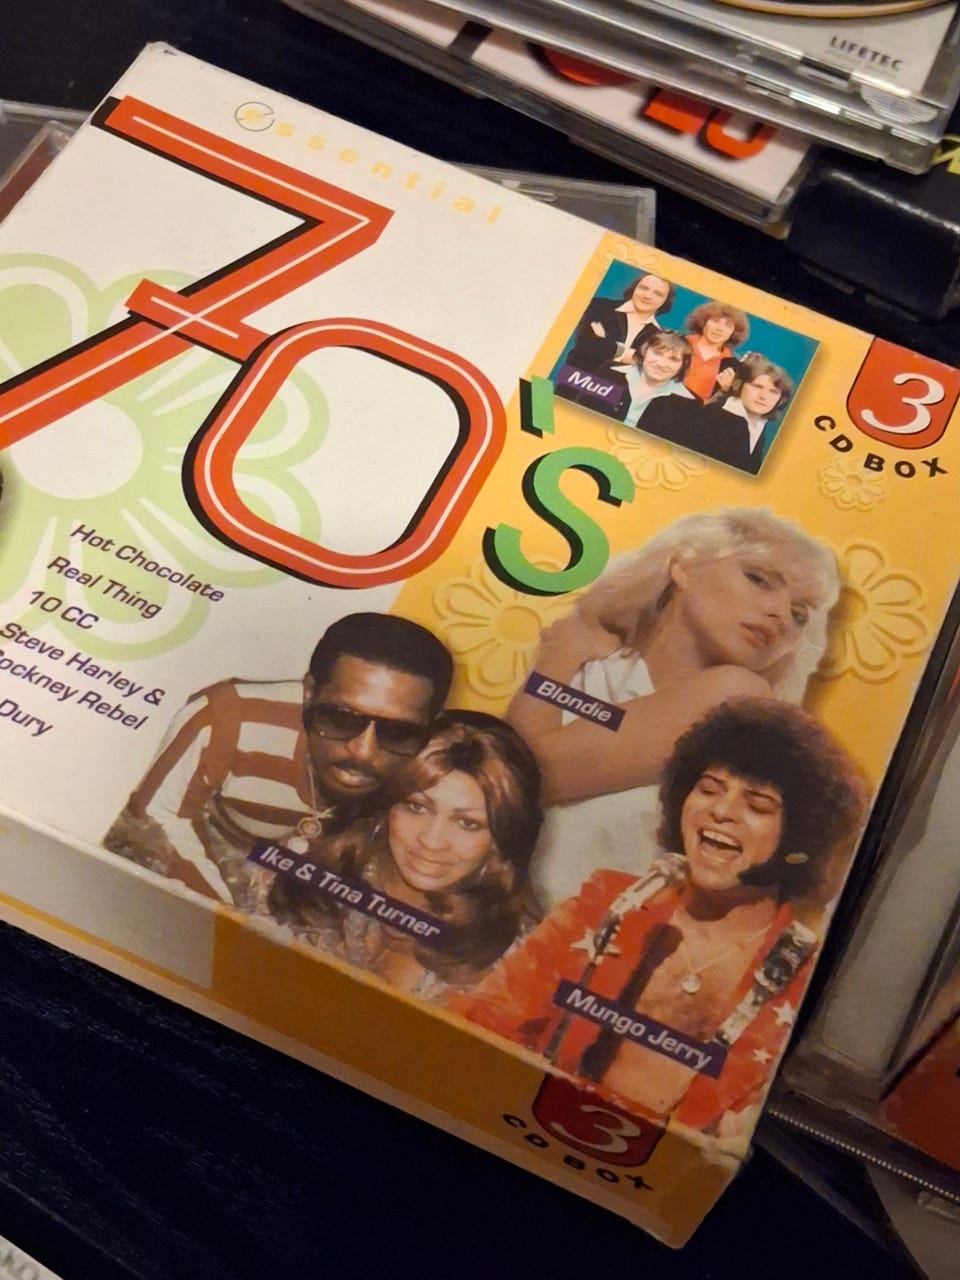 LIFETEC
essential
70's
Mud
3
CD BOX
Hot Chocolate
Real Thing
10 CC
Steve Harley &
Cockney Rebel
Dury
Blondie
Ike & Tina Turner
Mungo Jerry
3
CD BOX